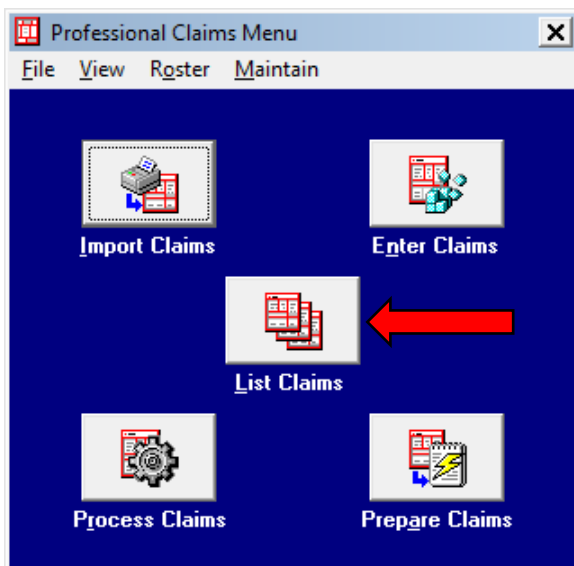 Professional Claims Menu
File View Roster Maintain
Import Claims
Enter Claims
List Claims
Process Claims
Prepare Claims